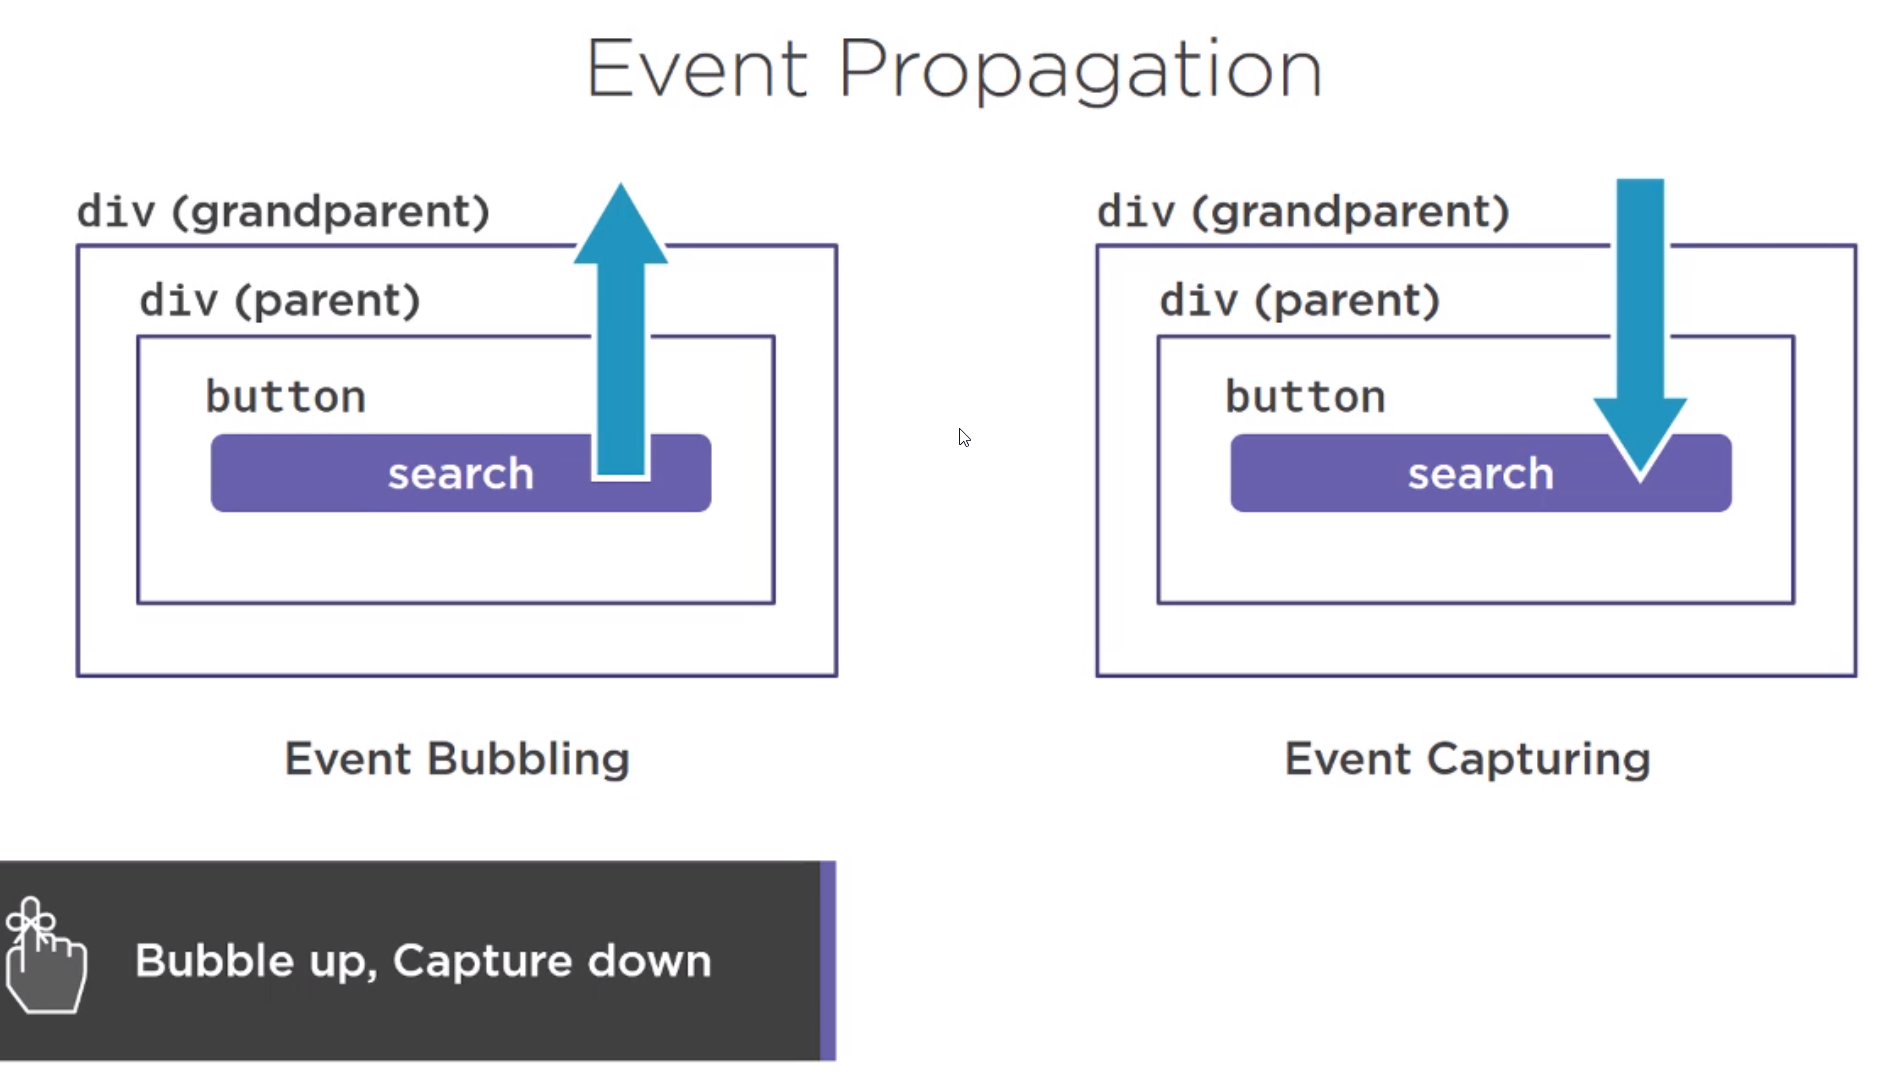 Event Propagation
div (grandparent)
div (parent)
button
search
Event Bubbling
div (grandparent)
div (parent)
button
search
Event Capturing
Bubble up, Capture down